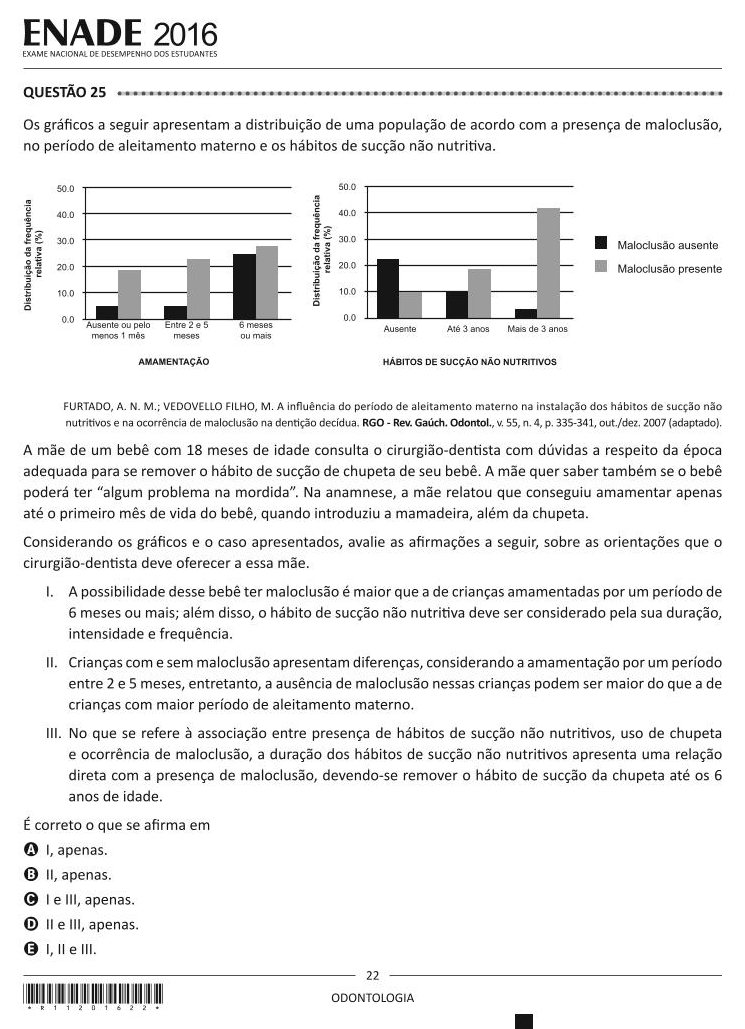 ENADE 2016
EXAME NACIONAL DE DESEMPENHO DOS ESTUDANTES
QUESTÃO 25
Os gráficos a seguir apresentam a distribuição de uma população de acordo com a presença de maloclusão,
no período de aleitamento materno e os hábitos de sucção não nutritiva.
Distribuição da frequência
relativa (%)
50.0
40.0
30.0
20.0
10.0
0.0
Ausente ou pelo
menos 1 mês
Entre 2 e 5
meses
6 meses
ou mais
AMAMENTAÇÃO
Distribuição da frequência
relativa (%)
50.0
40.0
30.0
20.0
10.0
0.0
Ausente
Até 3 anos
Mais de 3 anos
HÁBITOS DE SUCÇÃO NÃO NUTRITIVOS
Maloclusão ausente
Maloclusão presente
FURTADO, A. N. M.; VEDOVELLO FILHO, M. A influência do período de aleitamento materno na instalação dos hábitos de sucção não
nutritivos e na ocorrência de maloclusão na dentição decídua. RGO - Rev. Gaúch. Odontol., v. 55, n. 4, p. 335-341, out./dez. 2007 (adaptado).
A mãe de um bebê com 18 meses de idade consulta o cirurgião-dentista com dúvidas a respeito da época
adequada para se remover o hábito de sucção de chupeta de seu bebê. A mãe quer saber também se o bebê
poderá ter “algum problema na mordida”. Na anamnese, a mãe relatou que conseguiu amamentar apenas
até o primeiro mês de vida do bebê, quando introduziu a mamadeira, além da chupeta.
Considerando os gráficos e o caso apresentados, avalie as afirmações a seguir, sobre as orientações que o
cirurgião-dentista deve oferecer a essa mãe.
I. A possibilidade desse bebê ter maloclusão é maior que a de crianças amamentadas por um período de
6 meses ou mais; além disso, o hábito de sucção não nutritiva deve ser considerado pela sua duração,
intensidade e frequência.
II. Crianças com e sem maloclusão apresentam diferenças, considerando a amamentação por um período
entre 2 e 5 meses, entretanto, a ausência de maloclusão nessas crianças podem ser maior do que a de
crianças com maior período de aleitamento materno.
III. No que se refere à associação entre presença de hábitos de sucção não nutritivos, uso de chupeta
e ocorrência de maloclusão, a duração dos hábitos de sucção não nutritivos apresenta uma relação
direta com a presença de maloclusão, devendo-se remover o hábito de sucção da chupeta até os 6
anos de idade.
É correto o que se afirma em
A I, apenas.
B II, apenas.
C I e III, apenas.
D II e III, apenas.
E I, II e III.
22
ODONTOLOGIA
* R 1 1 2 0 1 6 2 2 *